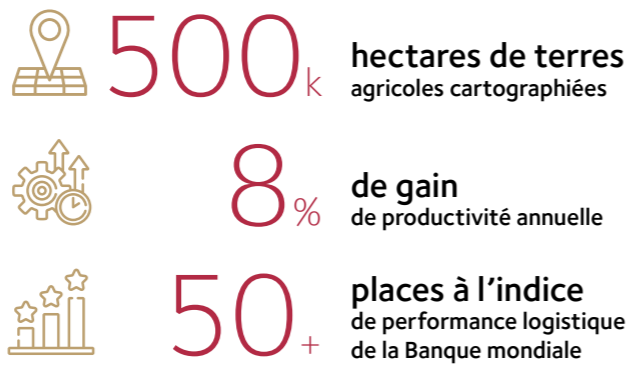 500k
hectares de terres
agricoles cartographiées
8%
de gain
de productivité annuelle
50+
places à l'indice
de performance logistique
de la Banque mondiale